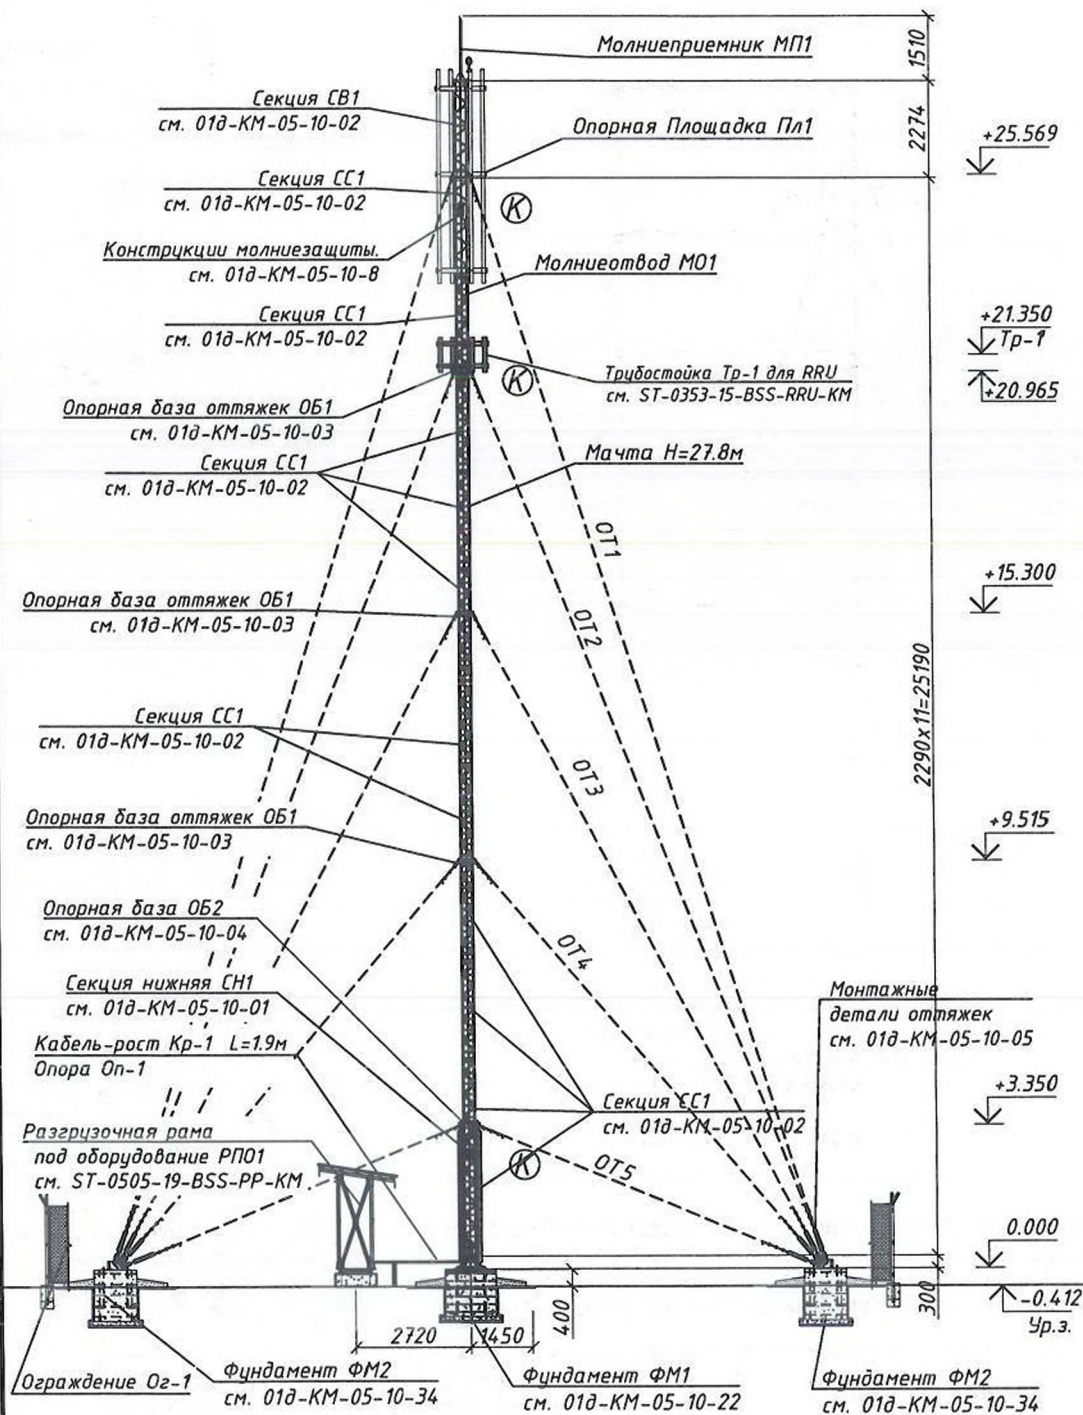 Молниеприемник МП1
1510
Секция СВ1
см. 01д-КМ-05-10-02
2274
Опорная Площадка Пл1
+25.569
Секция СС1
см. 01д-КМ-05-10-02
К
Конструкции молниезащиты.
см. 01д-КМ-05-10-8
Молниеотвод МО1
Секция СС1
см. 01д-КМ-05-10-02
+21.350
Тр-1
Трубостойка Тр-1 для RRU
см. ST-0353-15-BSS-RRU-KM
К
+20.965
Опорная база оттяжек ОБ1
см. 01д-КМ-05-10-03
Мачта Н=27.8м
Секция СС1
см. 01д-КМ-05-10-02
ОТ1
+15.300
Опорная база оттяжек ОБ1
см. 01д-КМ-05-10-03
ОТ2
2290х11=25190
Секция СС1
см. 01д-КМ-05-10-02
ОТ3
Опорная база оттяжек ОБ1
см. 01д-КМ-05-10-03
+9.515
Опорная база ОБ2
см. 01д-КМ-05-10-04
ОТ4
Секция нижняя СН1
см. 01д-КМ-05-10-01
Монтажные
детали оттяжек
см. 01д-КМ-05-10-05
Кабель-рост Кр-1 L=1.9м
Опора Оп-1
+3.350
Секция СС1
см. 01д-КМ-05-10-02
Разгрузочная рама
под оборудование РПО1
см. ST-0505-19-BSS-PP-KM
К
ОТ5
0.000
300
-0.412
Ур.з.
400
2720
1450
Ограждение Ог-1
Фундамент ФМ2
см. 01д-КМ-05-10-34
Фундамент ФМ1
см. 01д-КМ-05-10-22
Фундамент ФМ2
см. 01д-КМ-05-10-34